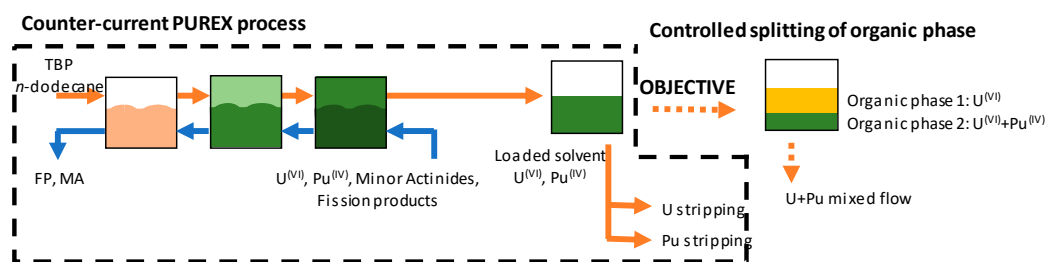 Counter-current PUREX process
Controlled splitting of organic phase
TBP
n-dodecane
FP, MA
U(VI), Pu(IV), Minor Actinides,
Fission products
Loaded solvent
U(VI), Pu(IV)
U stripping
Pu stripping
OBJECTIVE
Organic phase 1: U(VI)
Organic phase 2: U(VI)+Pu(IV)
U+Pu mixed flow